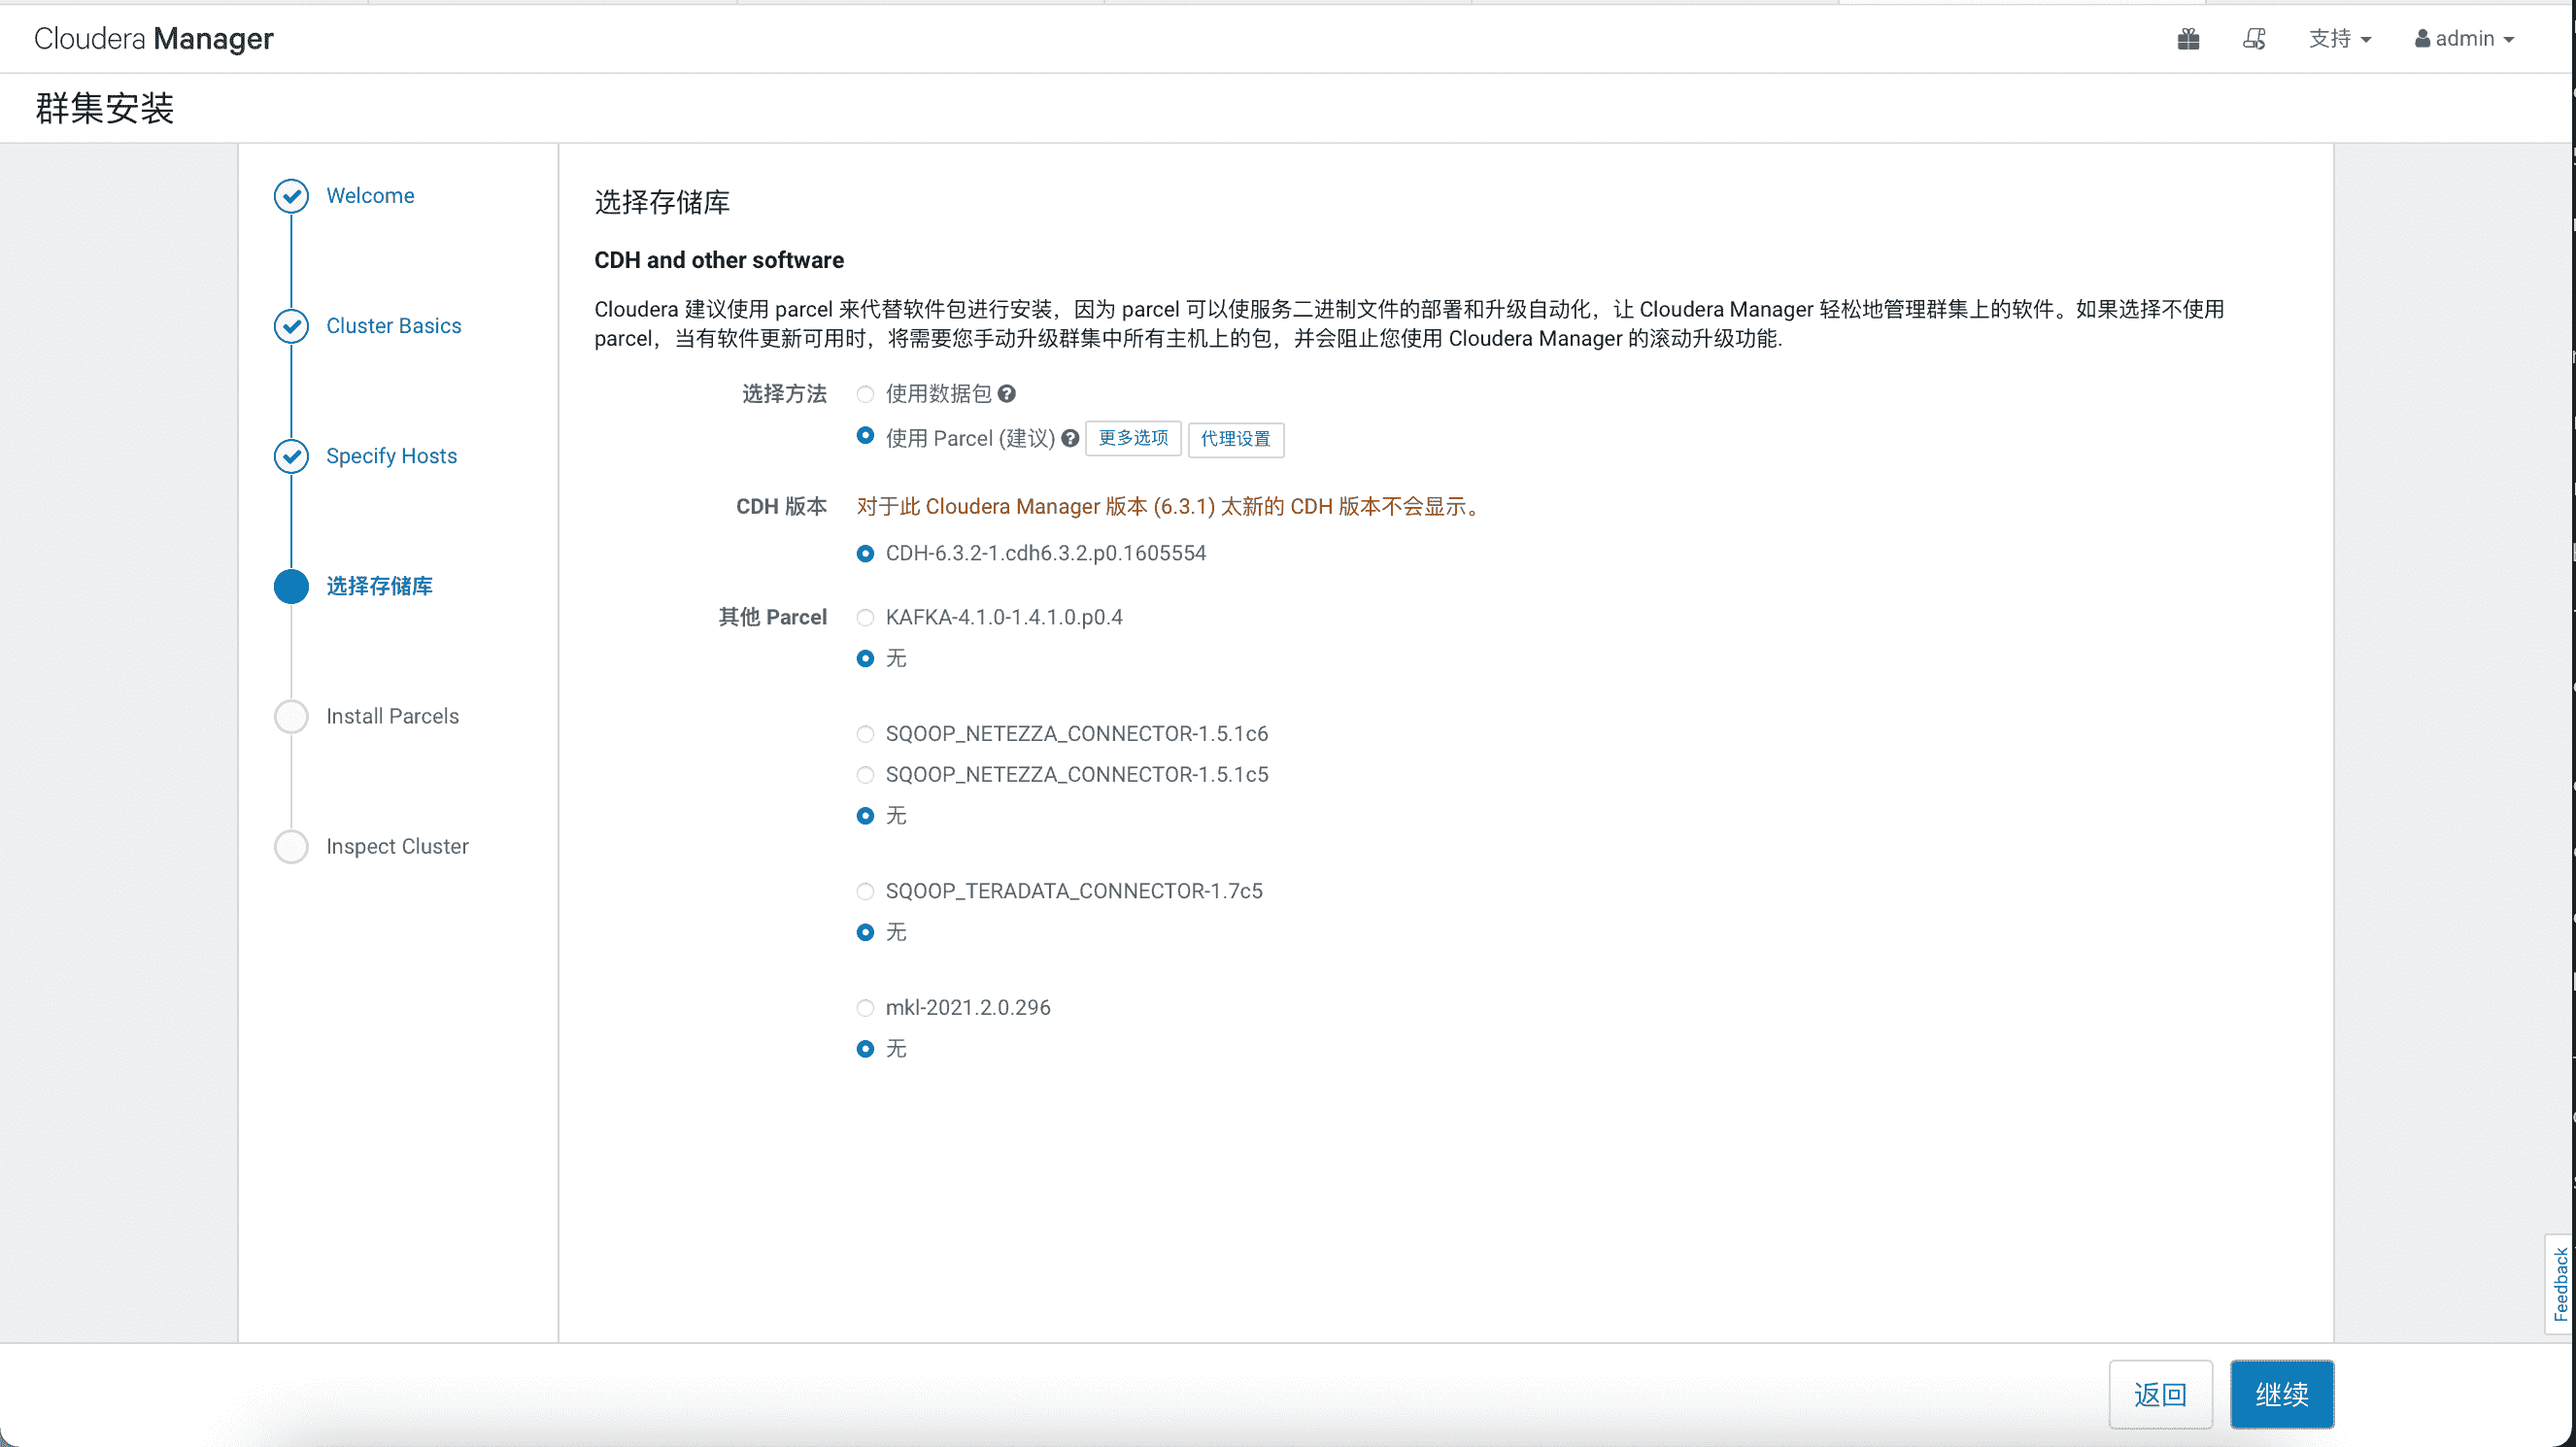 Cloudera Manager
支持
admin
群集安装
Welcome
Cluster Basics
Specify Hosts
选择存储库
Install Parcels
Inspect Cluster
选择存储库
CDH and other software
Cloudera 建议使用 parcel 来代替软件包进行安装，因为 parcel 可以使服务二进制文件的部署和升级自动化，让 Cloudera Manager 轻松地管理群集上的软件。如果选择不使用
parcel，当有软件更新可用时，将需要您手动升级群集中所有主机上的包，并会阻止您使用 Cloudera Manager 的滚动升级功能.
选择方法
使用数据包
使用 Parcel (建议) 更多选项 代理设置
CDH 版本 对于此 Cloudera Manager 版本 (6.3.1) 太新的 CDH 版本不会显示。
CDH-6.3.2-1.cdh6.3.2.p0.1605554
其他 Parcel KAFKA-4.1.0-1.4.1.0.p0.4
无
SQOOP_NETEZZA_CONNECTOR-1.5.1c6
SQOOP_NETEZZA_CONNECTOR-1.5.1c5
无
SQOOP_TERADATA_CONNECTOR-1.7c5
无
mkl-2021.2.0.296
无
Feedback
返回 继续